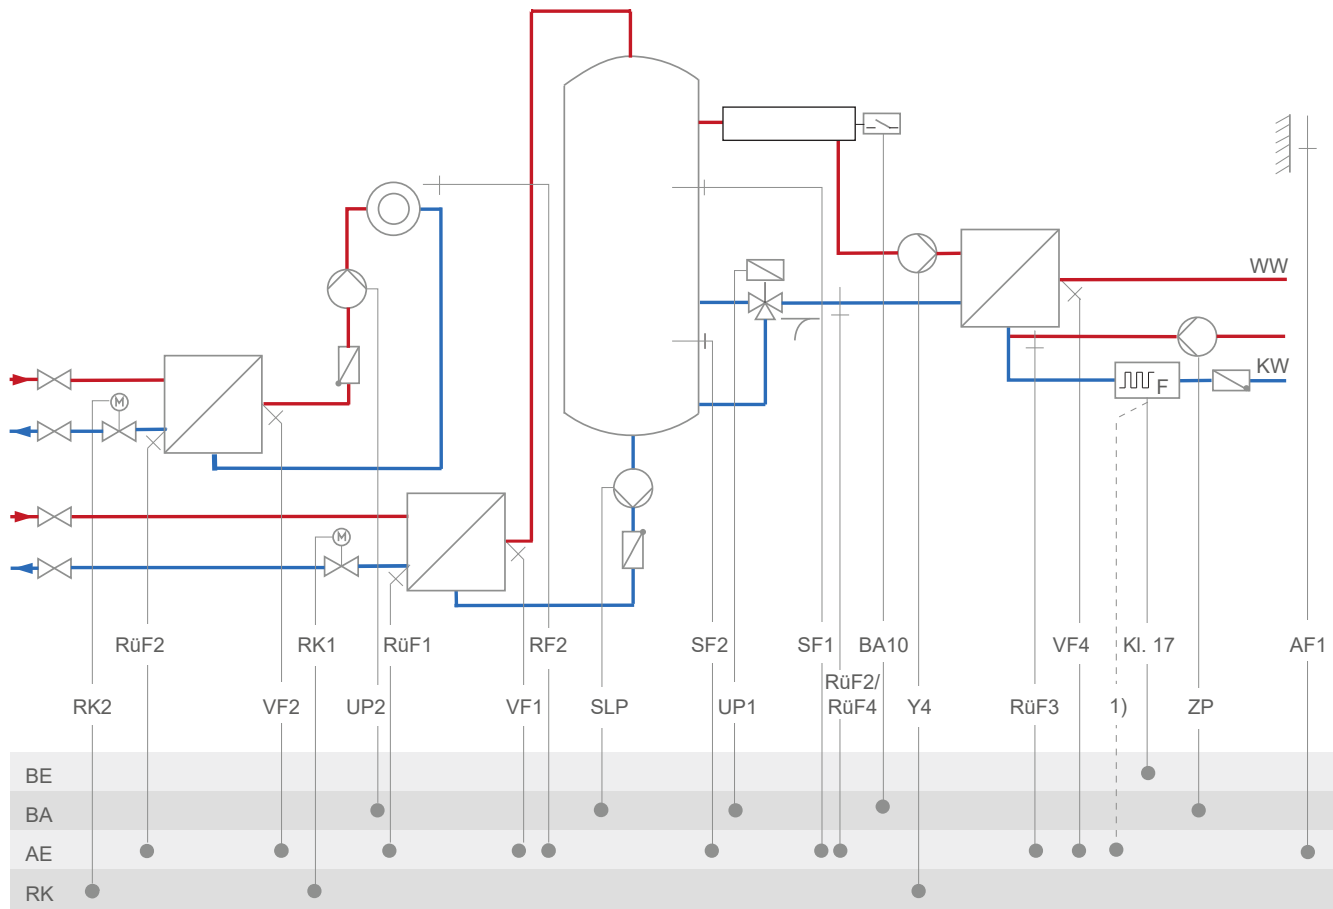 WW
KW
F
M
M
RüF2
RK1
RüF1
RF2
SF2
SF1
BA10
VF4
Kl. 17
AF1
RüF2/
RüF4
RK2
VF2
UP2
VF1
SLP
UP1
Y4
RüF3
1)
ZP
BE
BA
AE
RK